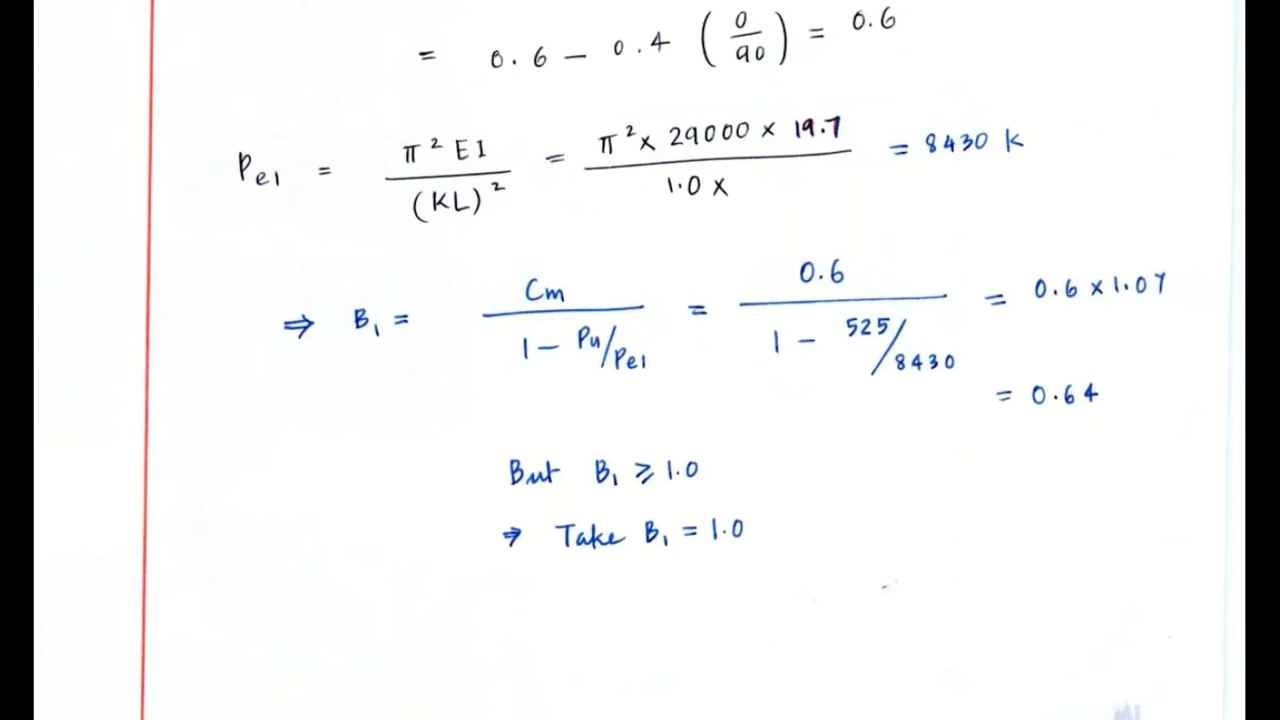 = 0.6 − 0.4 (0/90) = 0.6
Pe1 = π² EI / (KL)² = π² × 29000 × 19.7 / 1.0 × = 8430 K
⇒ B1 = Cm / 1 − Pu/Pe1 = 0.6 / 1 − 525/8430 = 0.6 × 1.07
= 0.64
But B1 ≥ 1.0
⇒ Take B1 = 1.0